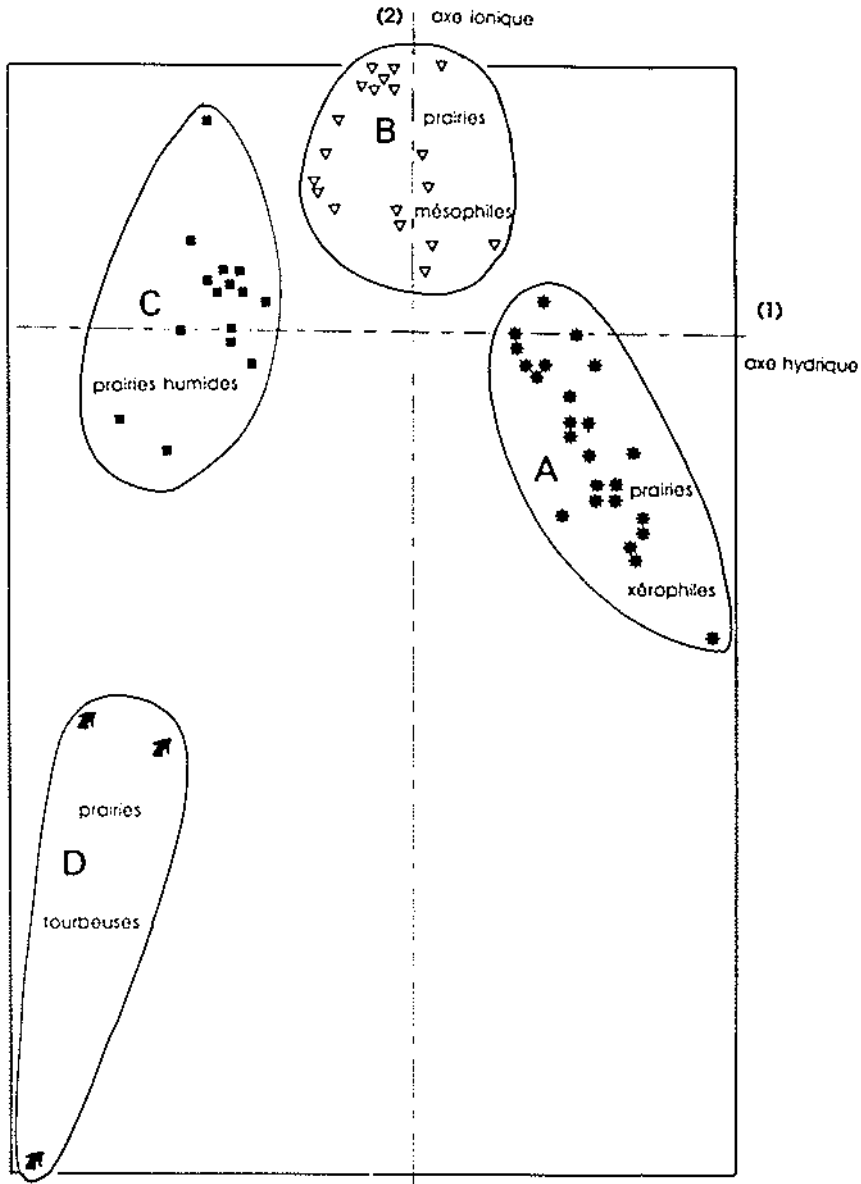 (2) axe ionique
B prairies
mésophiles
C
prairies humides
(1)
axe hydrique
A
prairies
xérophiles
prairies
D
tourbeuses